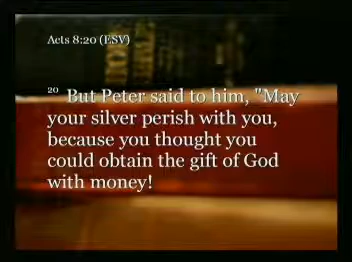 Acts 8:20 (ESV)
20 But Peter said to him, "May
your silver perish with you,
because you thought you
could obtain the gift of God
with money!